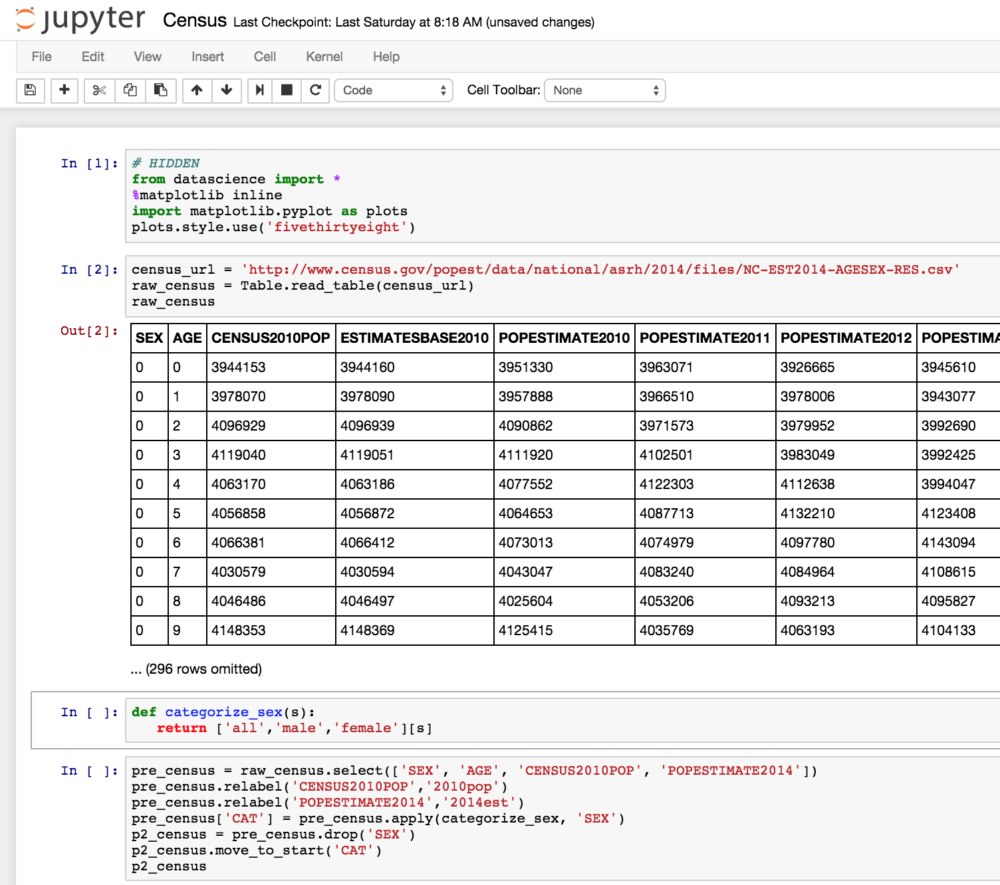 jupyter Census Last Checkpoint: Last Saturday at 8:18 AM (unsaved changes)
File Edit View Insert Cell Kernel Help
Code Cell Toolbar: None
In [1]: # HIDDEN
from datascience import *
%matplotlib inline
import matplotlib.pyplot as plots
plots.style.use('fivethirtyeight')
In [2]: census_url = 'http://www.census.gov/popest/data/national/asrh/2014/files/NC-EST2014-AGESEX-RES.csv'
raw_census = Table.read_table(census_url)
raw_census
Out[2]: SEX AGE CENSUS2010POP ESTIMATESBASE2010 POPESTIMATE2010 POPESTIMATE2011 POPESTIMATE2012 POPESTIMA
0 0 3944153 3944160 3951330 3963071 3926665 3945610
0 1 3978070 3978090 3957888 3966510 3978006 3943077
0 2 4096929 4096939 4090862 3971573 3979952 3992690
0 3 4119040 4119051 4111920 4102501 3983049 3992425
0 4 4063170 4063186 4077552 4122303 4112638 3994047
0 5 4056858 4056872 4064653 4087713 4132210 4123408
0 6 4066381 4066412 4073013 4074979 4097780 4143094
0 7 4030579 4030594 4043047 4083240 4084964 4108615
0 8 4046486 4046497 4025604 4053206 4093213 4095827
0 9 4148353 4148369 4125415 4035769 4063193 4104133
... (296 rows omitted)
In [ ]: def categorize_sex(s):
return ['all','male','female'][s]
In [ ]: pre_census = raw_census.select(['SEX', 'AGE', 'CENSUS2010POP', 'POPESTIMATE2014'])
pre_census.relabel('CENSUS2010POP','2010pop')
pre_census.relabel('POPESTIMATE2014','2014est')
pre_census['CAT'] = pre_census.apply(categorize_sex, 'SEX')
p2_census = pre_census.drop('SEX')
p2_census.move_to_start('CAT')
p2_census